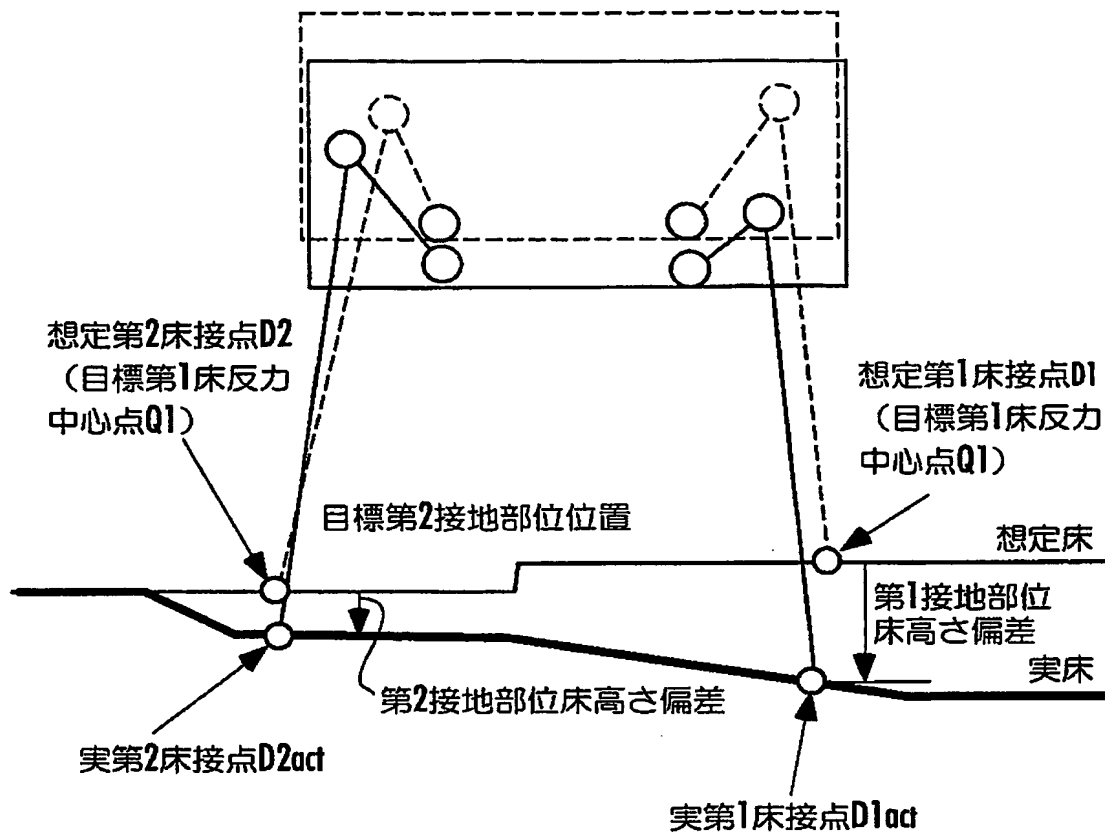 想定第2床接点D2
（目標第1床反力
中心点Q1）
想定第1床接点D1
（目標第1床反力
中心点Q1）
目標第2接地部位位置
想定床
第1接地部位
床高さ偏差
実床
第2接地部位床高さ偏差
実第2床接点D2act
実第1床接点D1act